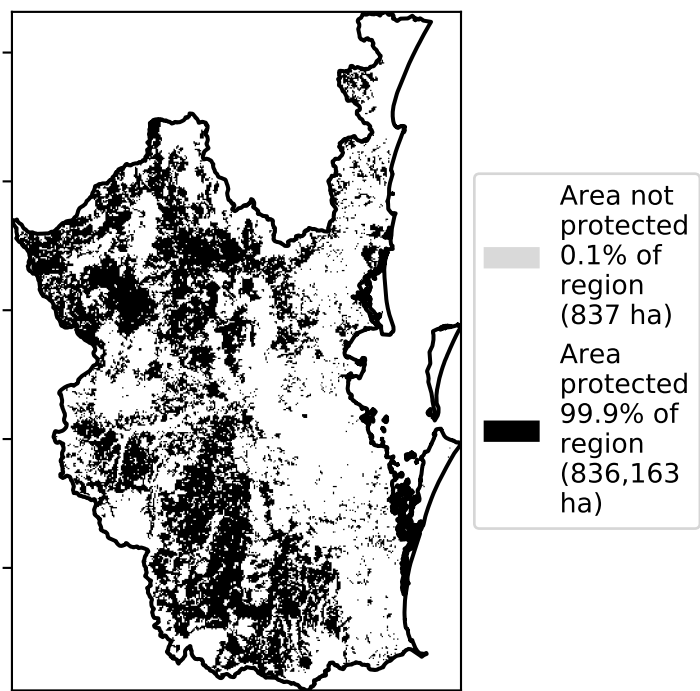 Area not
protected
0.1% of
region
(837 ha)
Area
protected
99.9% of
region
(836,163
ha)